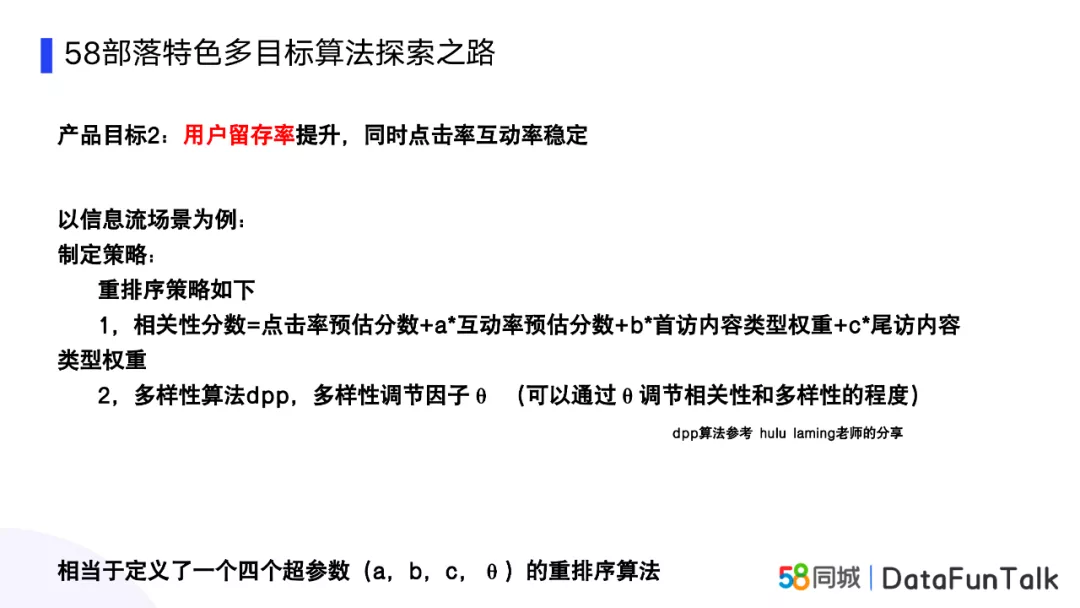 58部落特色多目标算法探索之路
产品目标2：用户留存率提升，同时点击率互动率稳定
以信息流场景为例：
制定策略：
重排序策略如下
1，相关性分数=点击率预估分数+a*互动率预估分数+b*首访内容类型权重+c*尾访内容
类型权重
2，多样性算法dpp，多样性调节因子θ （可以通过θ调节相关性和多样性的程度）
dpp算法参考 hulu laming老师的分享
相当于定义了一个四个超参数（a，b，c，θ）的重排序算法
58同城 | DataFunTalk